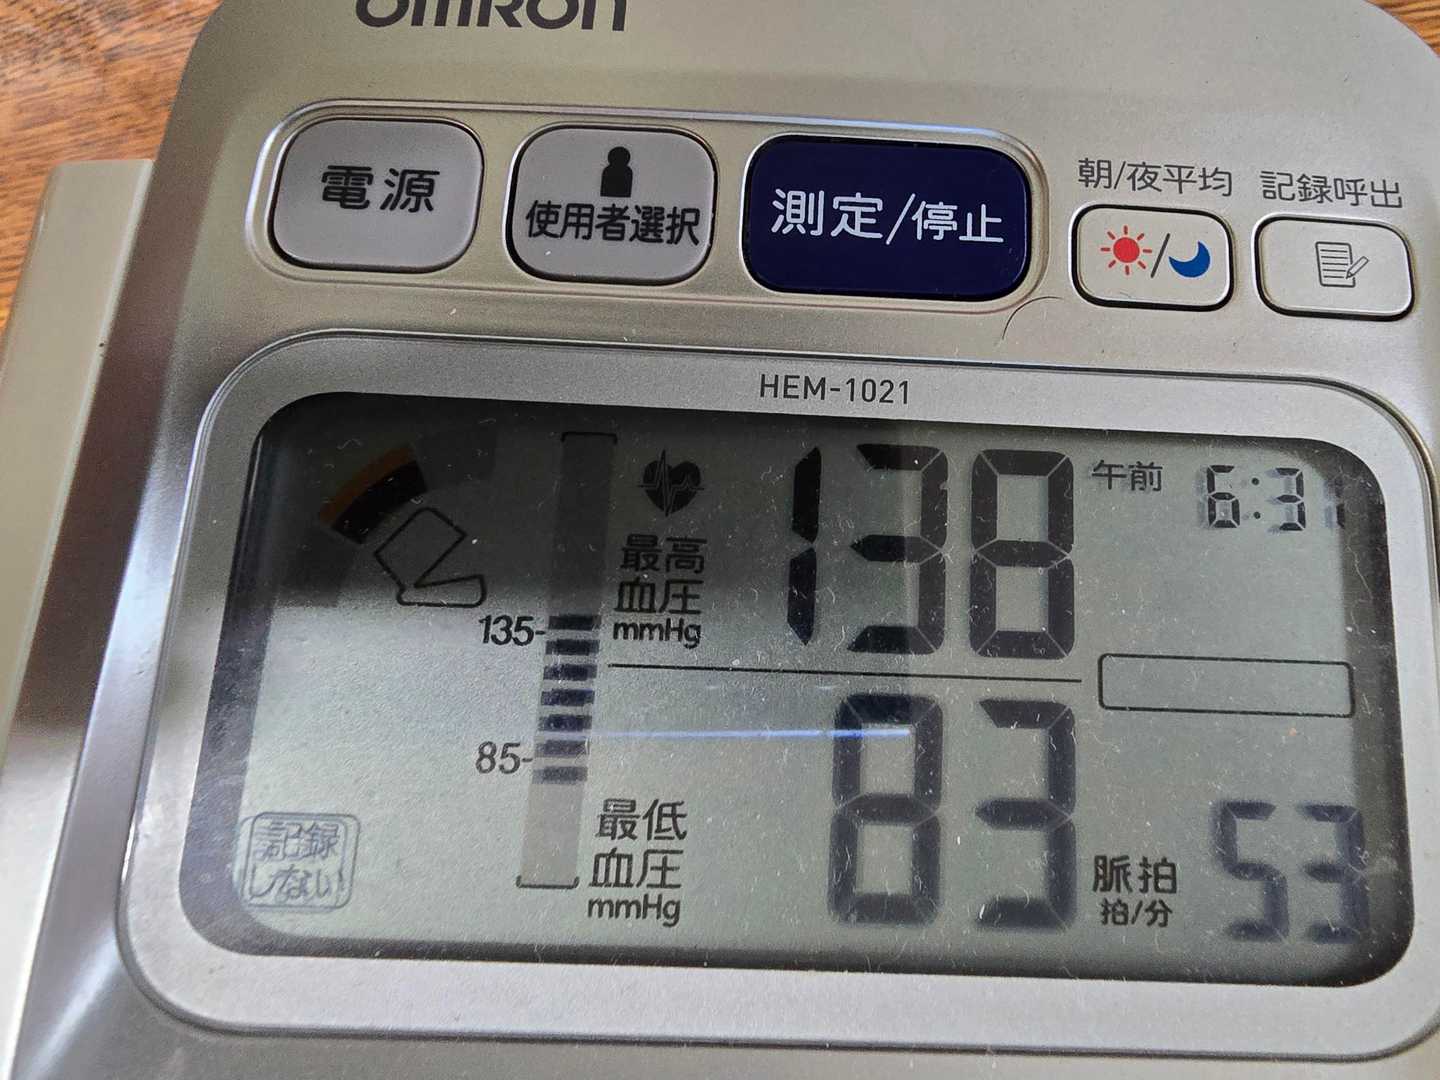 OMRON
電源
使用者選択
測定/停止
朝/夜平均
記録呼出
HEM-1021
最高
血圧
mmHg
138
午前 6:31
135-
85-
最低
血圧
mmHg
83
脈拍
拍/分
53
記録
しない